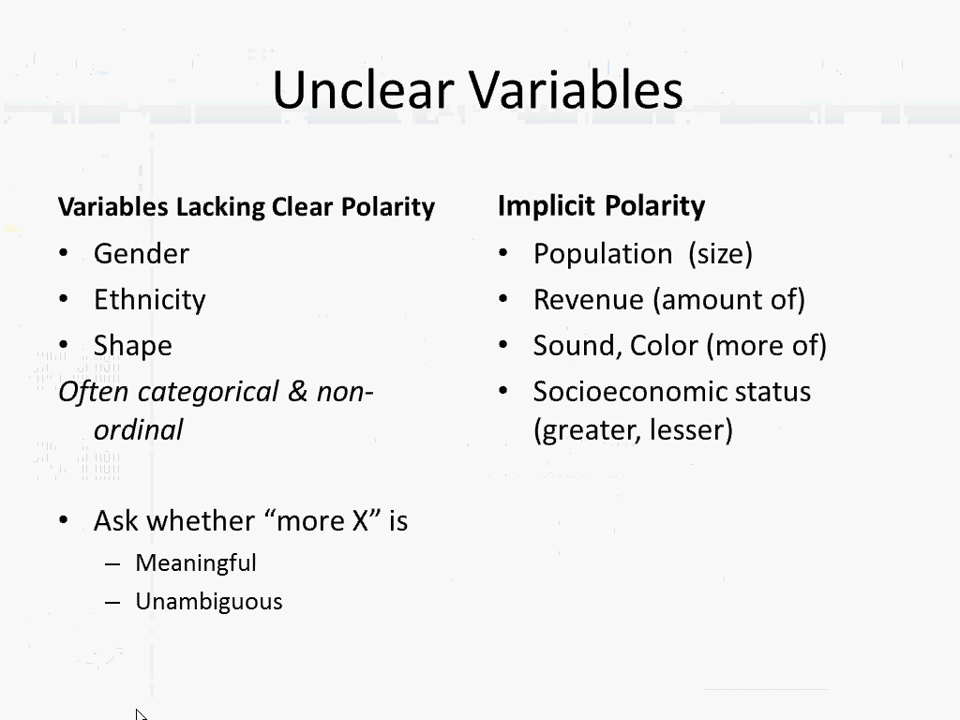 Unclear Variables
Variables Lacking Clear Polarity
• Gender
• Ethnicity
• Shape
Often categorical & non-
ordinal
• Ask whether “more X” is
– Meaningful
– Unambiguous
Implicit Polarity
• Population (size)
• Revenue (amount of)
• Sound, Color (more of)
• Socioeconomic status
(greater, lesser)